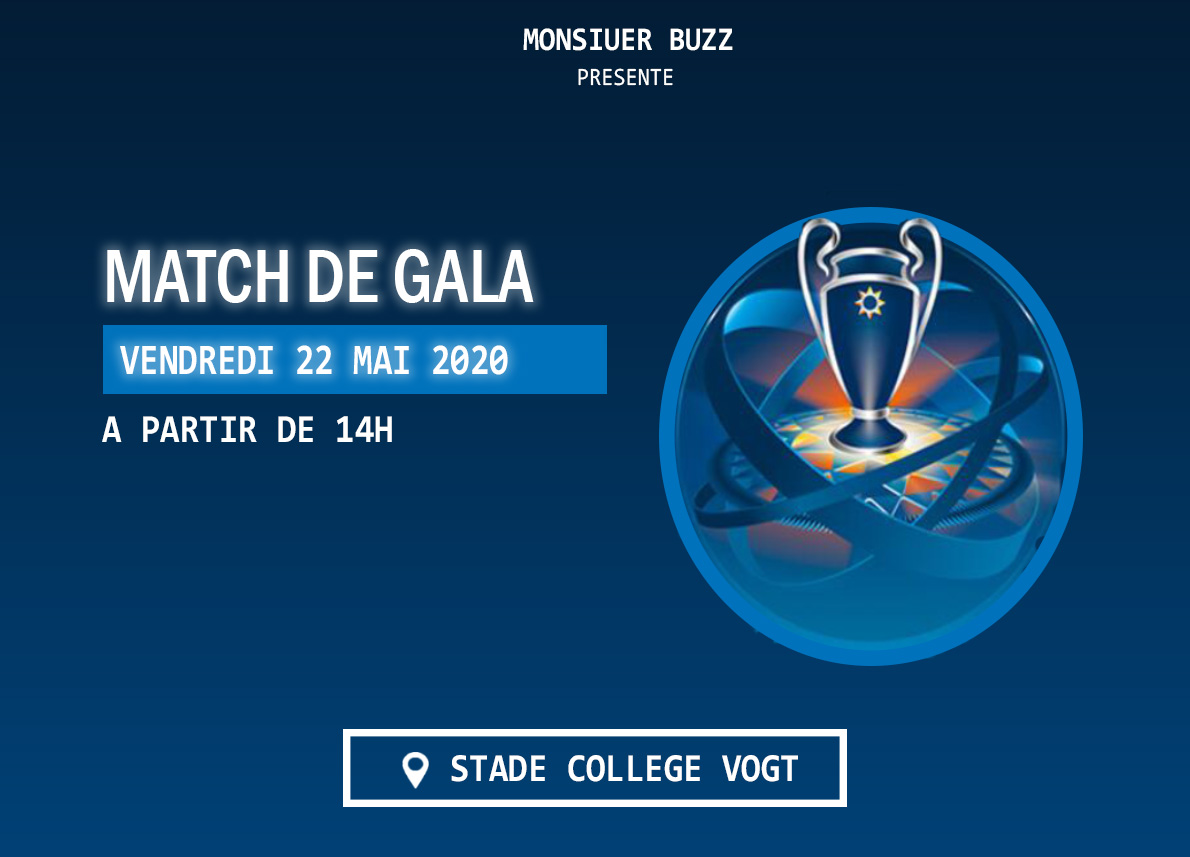 MONSIUER BUZZ
PRESENTE
MATCH DE GALA
VENDREDI 22 MAI 2020
A PARTIR DE 14H
STADE COLLEGE VOGT